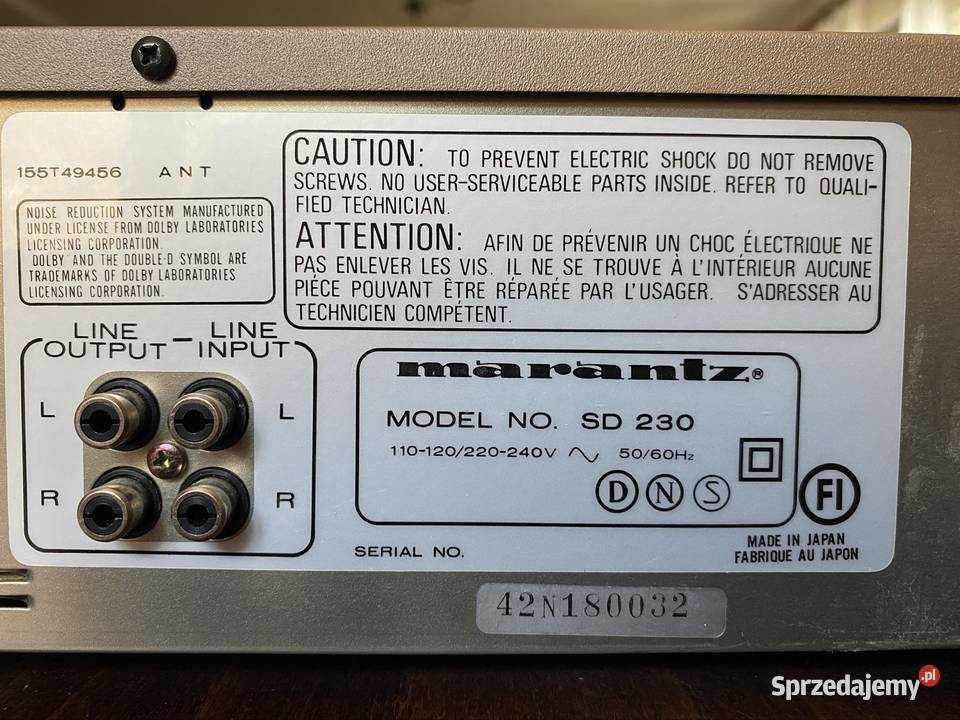 155T49456 ANT
NOISE REDUCTION SYSTEM MANUFACTURED
UNDER LICENSE FROM DOLBY LABORATORIES
LICENSING CORPORATION.
DOLBY AND THE DOUBLE-D SYMBOL ARE
TRADEMARKS OF DOLBY LABORATORIES
LICENSING CORPORATION.
CAUTION: TO PREVENT ELECTRIC SHOCK DO NOT REMOVE
SCREWS. NO USER-SERVICEABLE PARTS INSIDE. REFER TO QUALI-
FIED TECHNICIAN.
ATTENTION: AFIN DE PRÉVENIR UN CHOC ÉLECTRIQUE NE
PAS ENLEVER LES VIS. IL NE SE TROUVE À L'INTÉRIEUR AUCUNE
PIÉCE POUVANT ÊTRE RÉPARÉE PAR L'USAGER. S'ADRESSER AU
TECHNICIEN COMPÉTENT.
LINE OUTPUT – LINE INPUT
L L
R R
marantz®
MODEL NO. SD 230
110-120/220-240V ∿ 50/60Hz
D N S
FI
MADE IN JAPAN
FABRIQUE AU JAPON
SERIAL NO.
42N180032
Sprzedajemy.pl